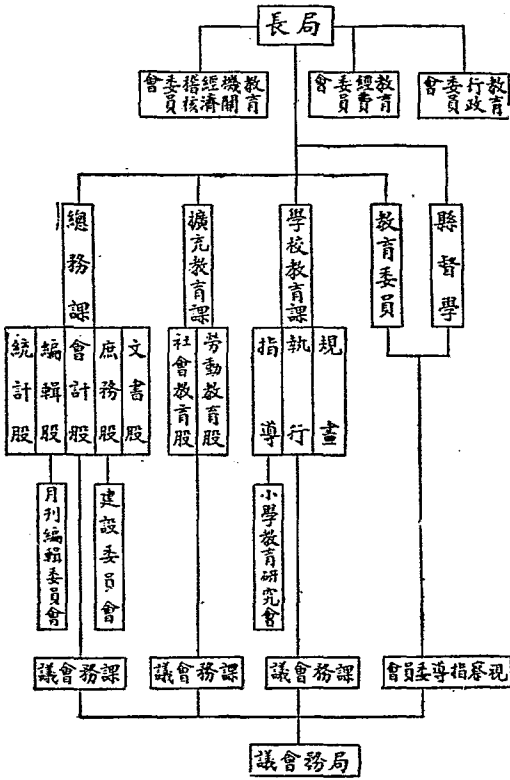 局長
教育行政委員會
教育經費委員會
教育機關經濟稽核委員會
縣督學
教育委員
學校教育課
擴充教育課
總務課
規畫
執行
指導
勞動教育股
社會教育股
文書股
庶務股
會計股
編輯股
統計股
小學教育研究會
建設委員會
月刊編輯委員會
視察指導委員會
課務會議
課務會議
課務會議
局務會議